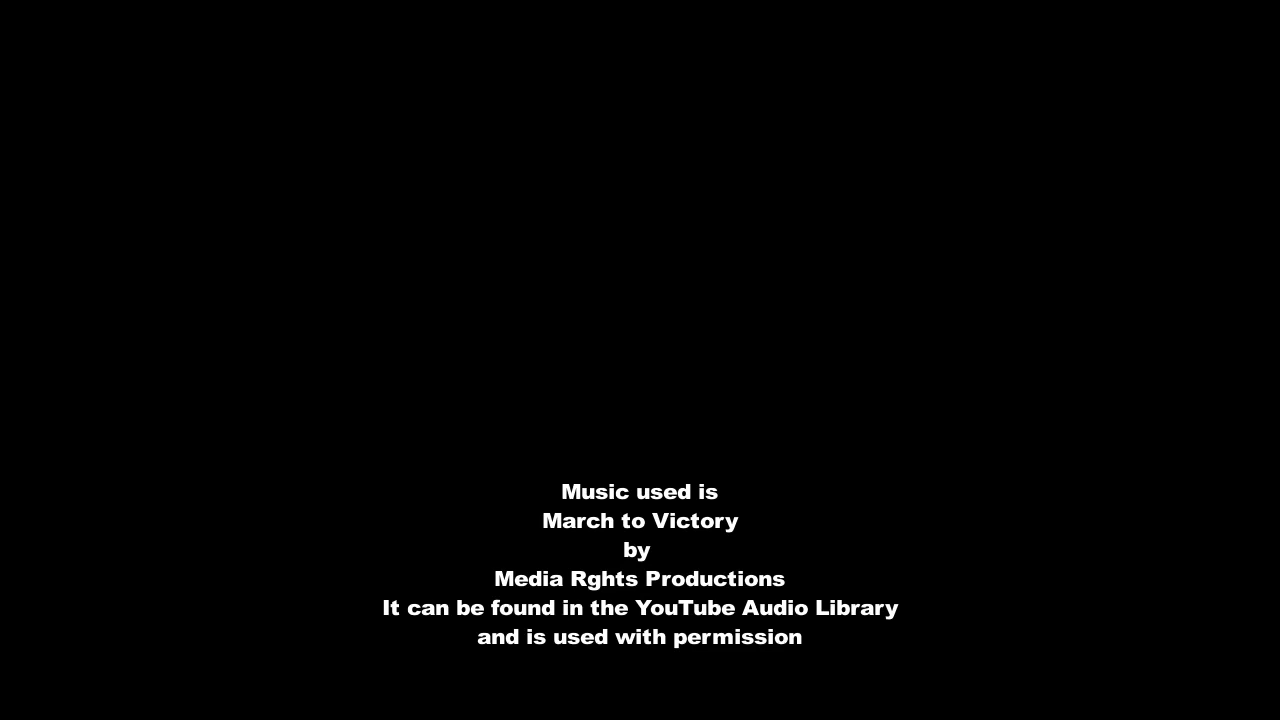 Music used is
March to Victory
by
Media Rghts Productions
It can be found in the YouTube Audio Library
and is used with permission